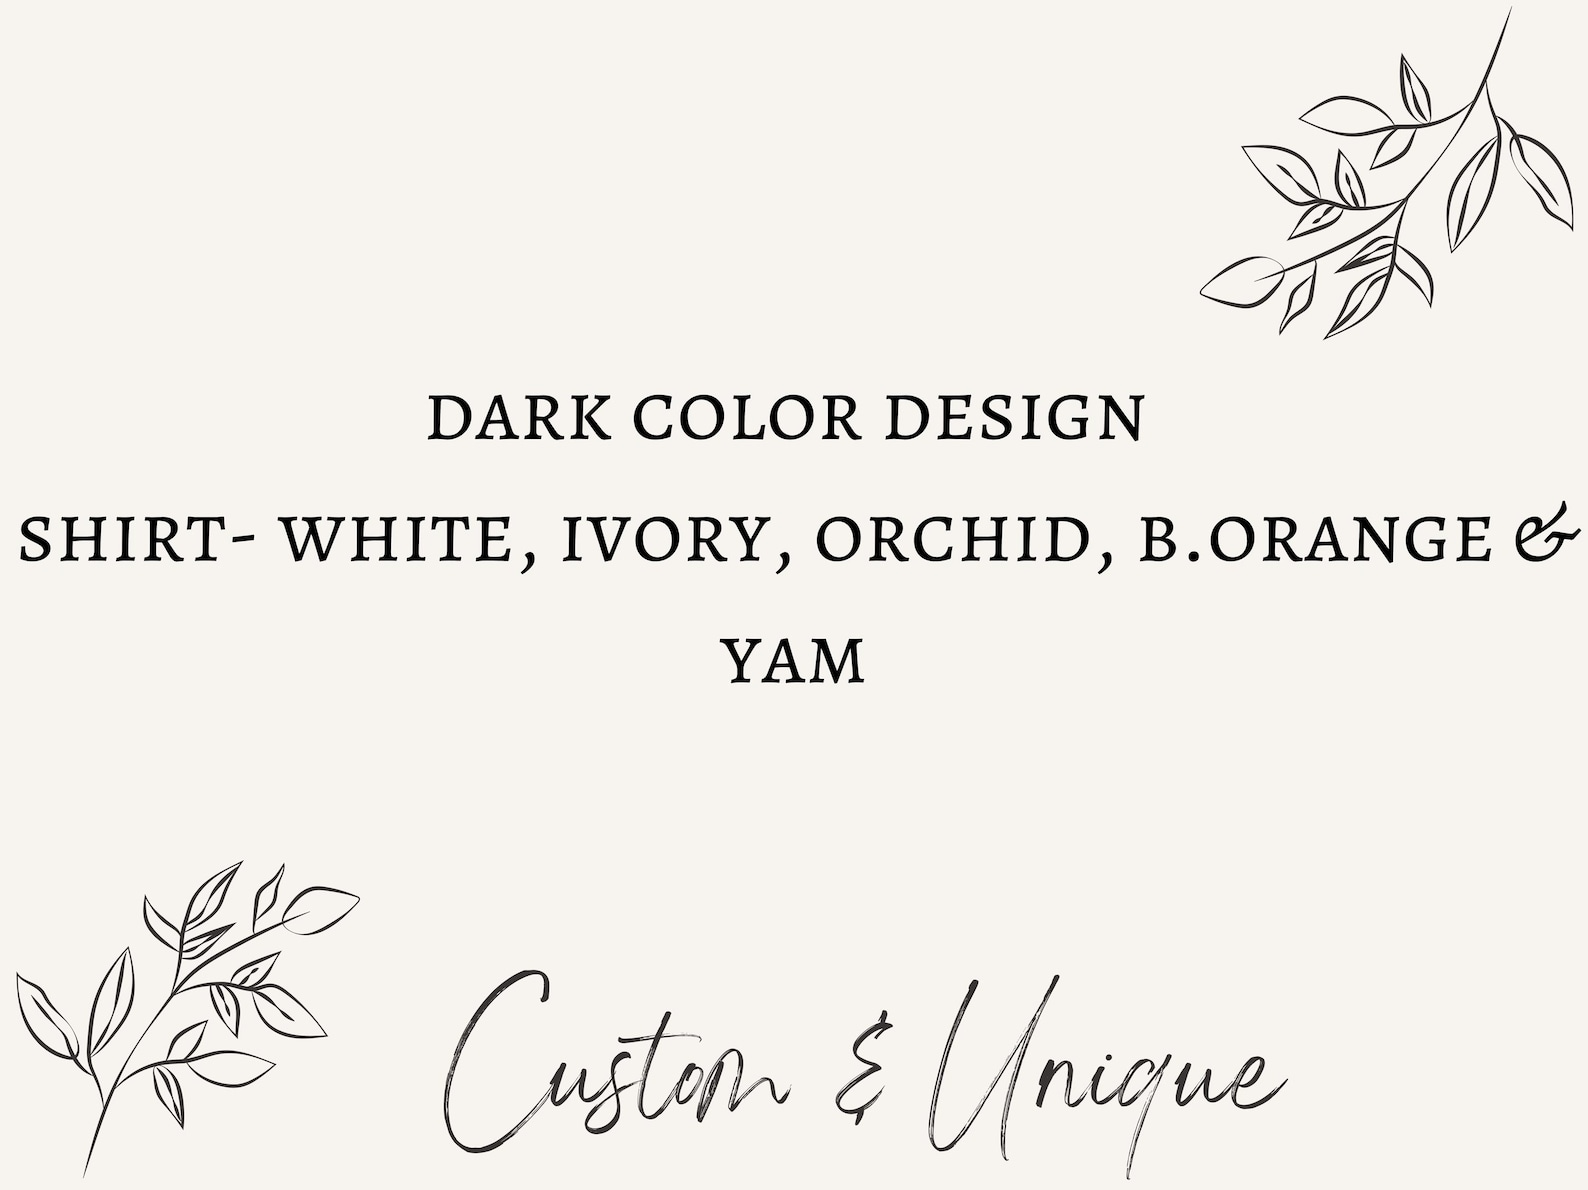 DARK COLOR DESIGN
SHIRT- WHITE, IVORY, ORCHID, B.ORANGE &
YAM
Custom & Unique